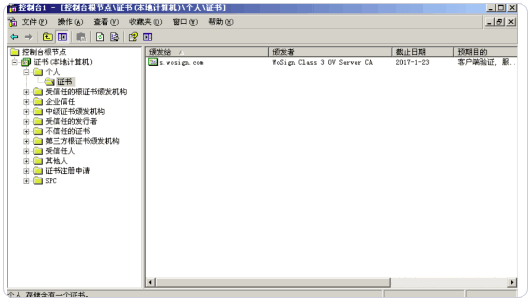 控制台1 - [控制台根节点\证书(本地计算机)\个人\证书]
文件(F) 操作(A) 查看(V) 收藏夹(O) 窗口(W) 帮助(H)
控制台根节点
证书(本地计算机)
个人
证书
受信任的根证书颁发机构
企业信任
中级证书颁发机构
受信任的发行者
不信任的证书
第三方根证书颁发机构
受信任人
其他人
证书注册申请
SPC
颁发给 颁发者 截止日期 预期目的
s.wosign.com WoSign Class 3 OV Server CA 2017-1-23 客户端验证, 服..
个人 存储含有一个证书。